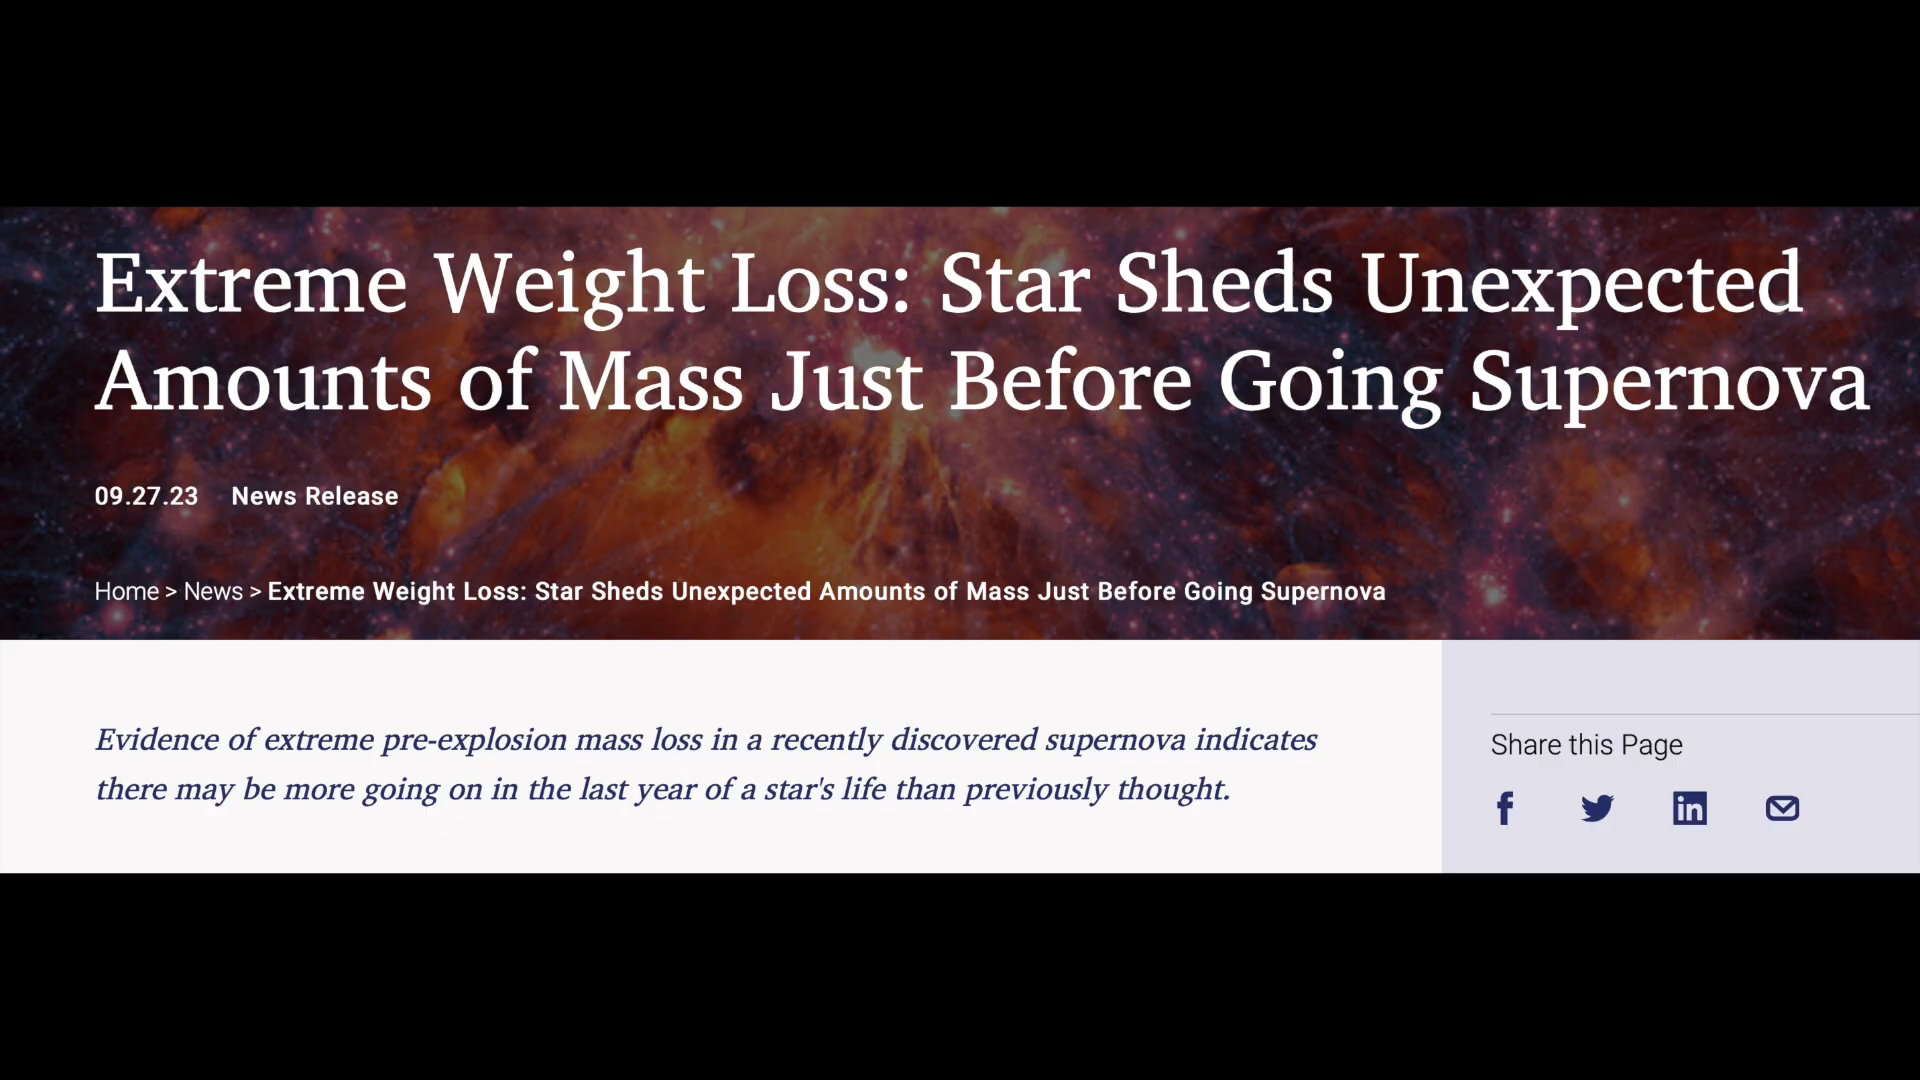 Extreme Weight Loss: Star Sheds Unexpected
Amounts of Mass Just Before Going Supernova
09.27.23 News Release
Home > News > Extreme Weight Loss: Star Sheds Unexpected Amounts of Mass Just Before Going Supernova
Evidence of extreme pre-explosion mass loss in a recently discovered supernova indicates
there may be more going on in the last year of a star's life than previously thought.
Share this Page